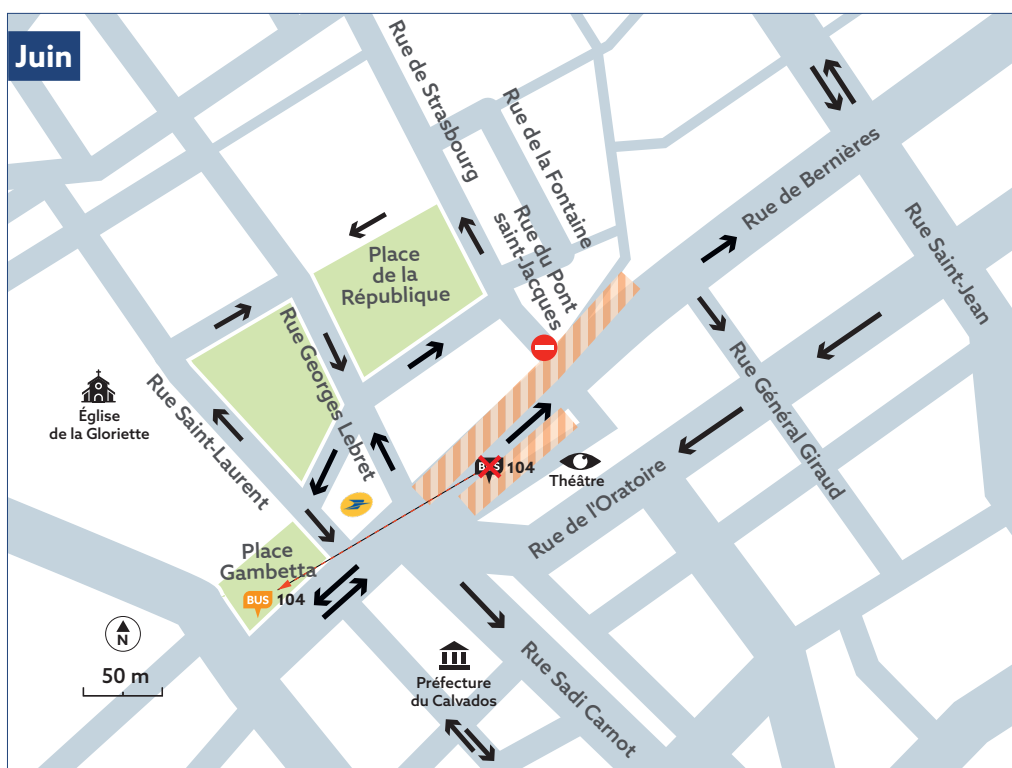 Juin
Rue de Strasbourg
Rue de la Fontaine
Rue du Pont
saint-Jacques
Rue de Bernières
Rue Saint-Jean
Place
de la
République
Rue Georges Lebret
Rue Saint-Laurent
Église
de la Gloriette
Rue Général Giraud
BUS 104
Théâtre
Rue de l'Oratoire
Place
Gambetta
BUS 104
N
50 m
Préfecture
du Calvados
Rue Sadi Carnot